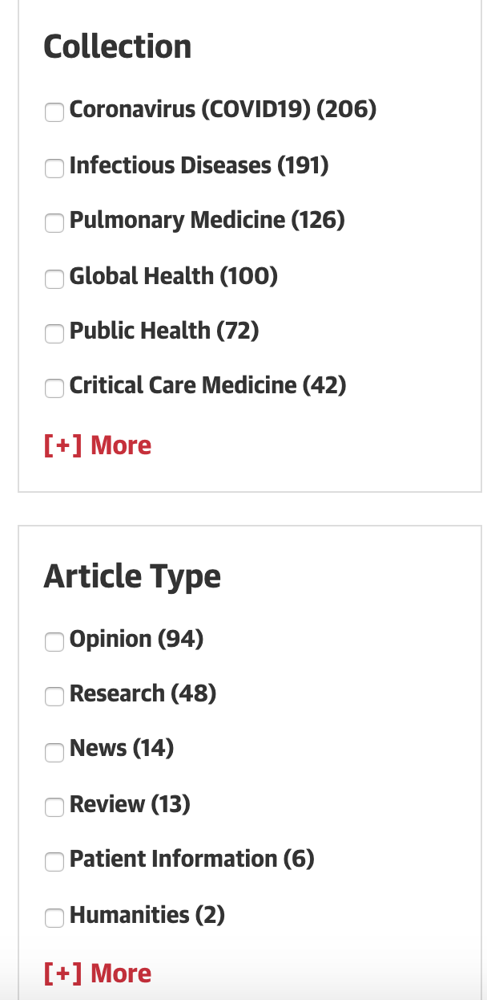 Collection
Coronavirus (COVID19) (206)
Infectious Diseases (191)
Pulmonary Medicine (126)
Global Health (100)
Public Health (72)
Critical Care Medicine (42)
[+] More
Article Type
Opinion (94)
Research (48)
News (14)
Review (13)
Patient Information (6)
Humanities (2)
[+] More